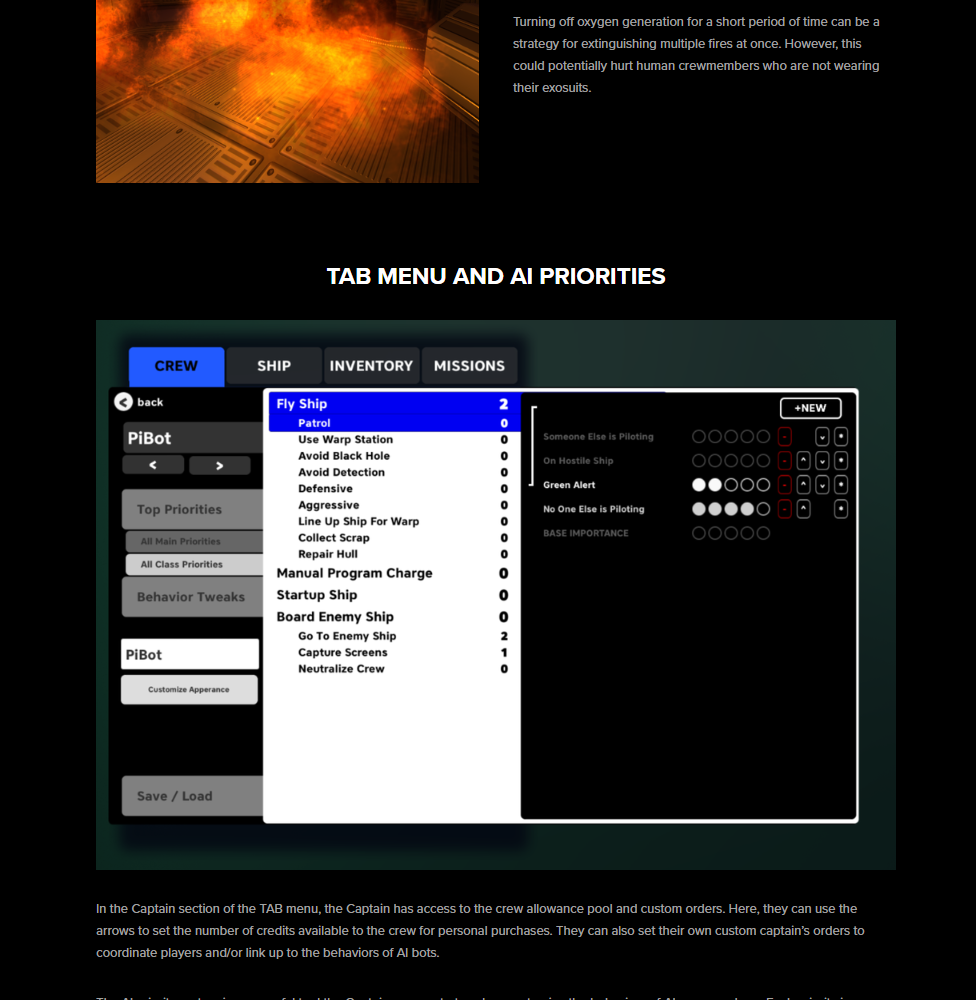 Turning off oxygen generation for a short period of time can be a
strategy for extinguishing multiple fires at once. However, this
could potentially hurt human crewmembers who are not wearing
their exosuits.
TAB MENU AND AI PRIORITIES
CREW SHIP INVENTORY MISSIONS
< back
PiBot
< >
Top Priorities
All Main Priorities
All Class Priorities
Behavior Tweaks
PiBot
Customize Apperance
Save / Load
Fly Ship 2
Patrol 0
Use Warp Station 0
Avoid Black Hole 0
Avoid Detection 0
Defensive 0
Aggressive 0
Line Up Ship For Warp 0
Collect Scrap 0
Repair Hull 0
Manual Program Charge 0
Startup Ship 0
Board Enemy Ship 0
Go To Enemy Ship 2
Capture Screens 1
Neutralize Crew 0
+NEW
Someone Else is Piloting
On Hostile Ship
Green Alert
No One Else is Piloting
BASE IMPORTANCE
In the Captain section of the TAB menu, the Captain has access to the crew allowance pool and custom orders. Here, they can use the
arrows to set the number of credits available to the crew for personal purchases. They can also set their own custom captain's orders to
coordinate players and/or link up to the behaviors of AI bots.